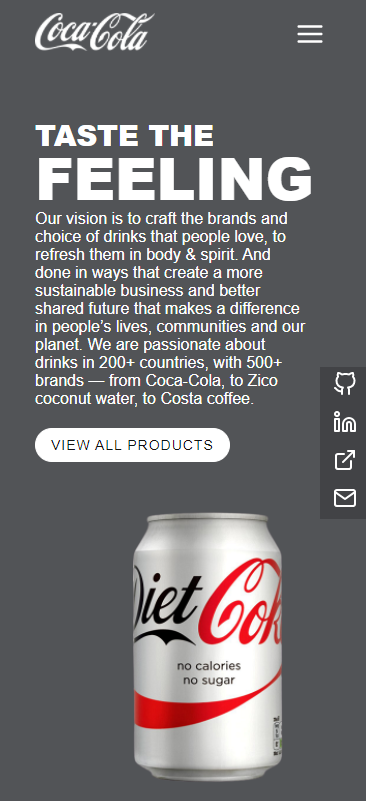 Coca-Cola
TASTE THE
FEELING
Our vision is to craft the brands and
choice of drinks that people love, to
refresh them in body & spirit. And
done in ways that create a more
sustainable business and better
shared future that makes a difference
in people’s lives, communities and our
planet. We are passionate about
drinks in 200+ countries, with 500+
brands — from Coca-Cola, to Zico
coconut water, to Costa coffee.
in
VIEW ALL PRODUCTS
Diet Coke
no calories
no sugar